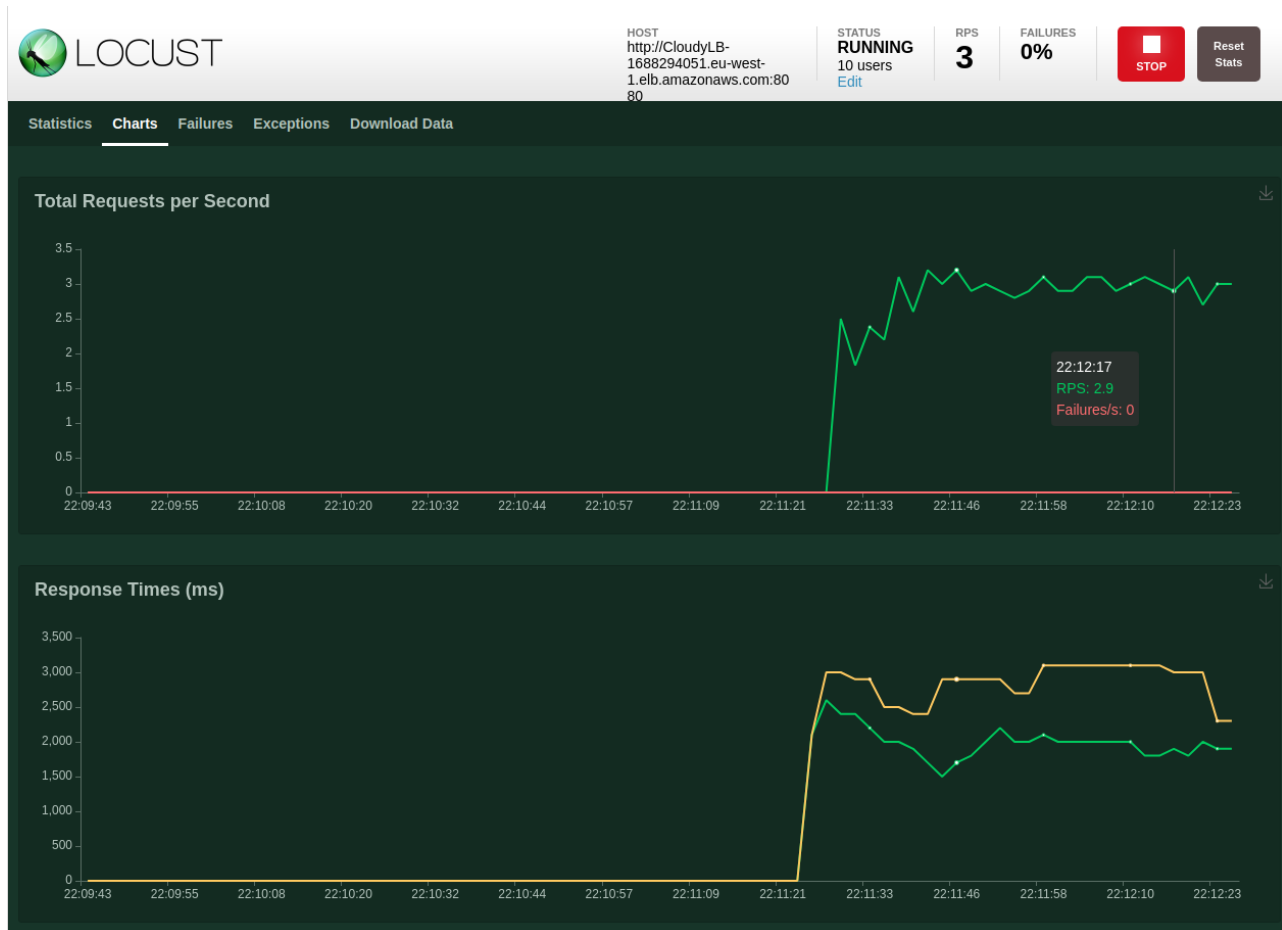 LOCUST
HOST
http://CloudyLB-
1688294051.eu-west-
1.elb.amazonaws.com:80
80
STATUS
RUNNING
10 users
Edit
RPS
3
FAILURES
0%
STOP
Reset
Stats
Statistics Charts Failures Exceptions Download Data
Total Requests per Second
3.5
3
2.5
2
1.5
1
0.5
0
22:12:17
RPS: 2.9
Failures/s: 0
22:09:43 22:09:55 22:10:08 22:10:20 22:10:32 22:10:44 22:10:57 22:11:09 22:11:21 22:11:33 22:11:46 22:11:58 22:12:10 22:12:23
Response Times (ms)
3,500
3,000
2,500
2,000
1,500
1,000
500
0
22:09:43 22:09:55 22:10:08 22:10:20 22:10:32 22:10:44 22:10:57 22:11:09 22:11:21 22:11:33 22:11:46 22:11:58 22:12:10 22:12:23